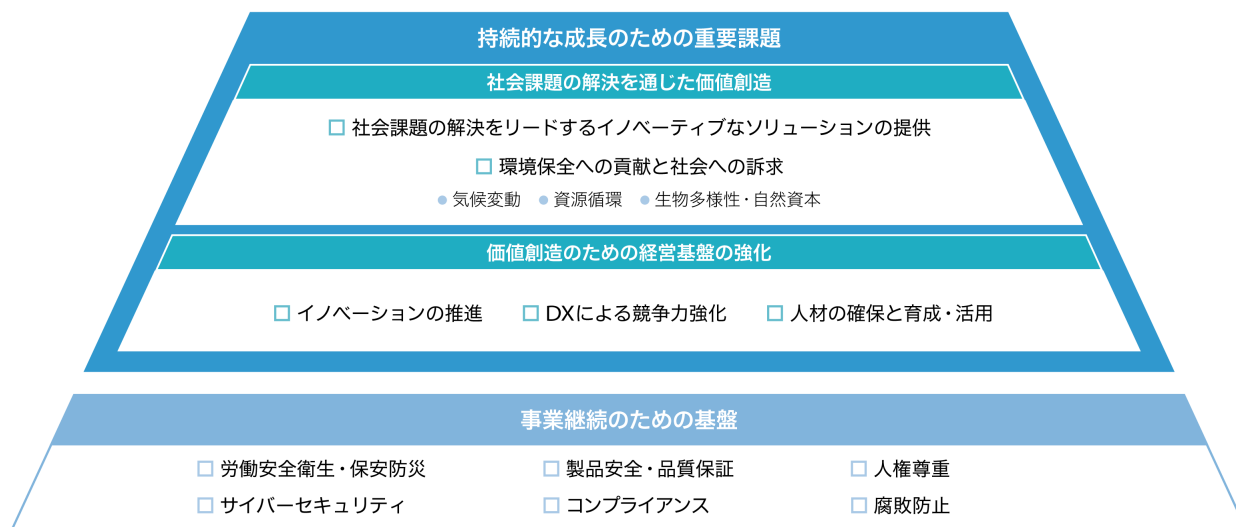 持続的な成長のための重要課題
社会課題の解決を通じた価値創造
社会課題の解決をリードするイノベーティブなソリューションの提供
環境保全への貢献と社会への訴求
気候変動 資源循環 生物多様性・自然資本
価値創造のための経営基盤の強化
イノベーションの推進 DXによる競争力強化 人材の確保と育成・活用
事業継続のための基盤
労働安全衛生・保安防災 製品安全・品質保証 人権尊重
サイバーセキュリティ コンプライアンス 腐敗防止